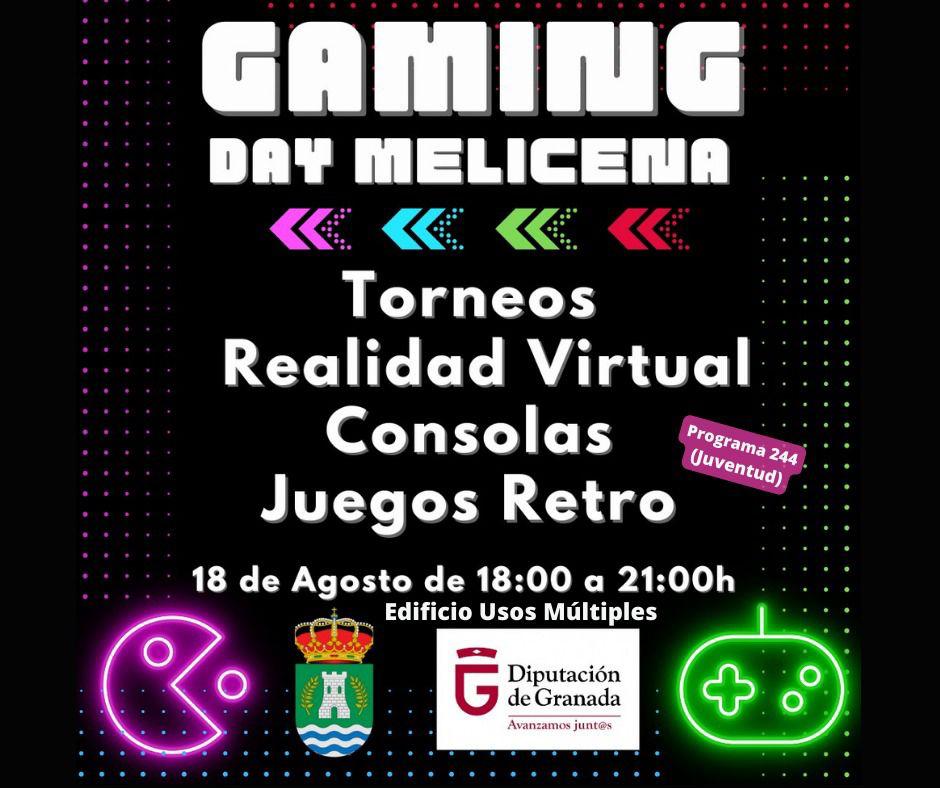 GAMING
DAY MELICENA
Torneos
Realidad Virtual
Consolas
Juegos Retro
Programa 244
(Juventud)
18 de Agosto de 18:00 a 21:00h
Edificio Usos Múltiples
Diputación
de Granada
Avanzamos junt@s